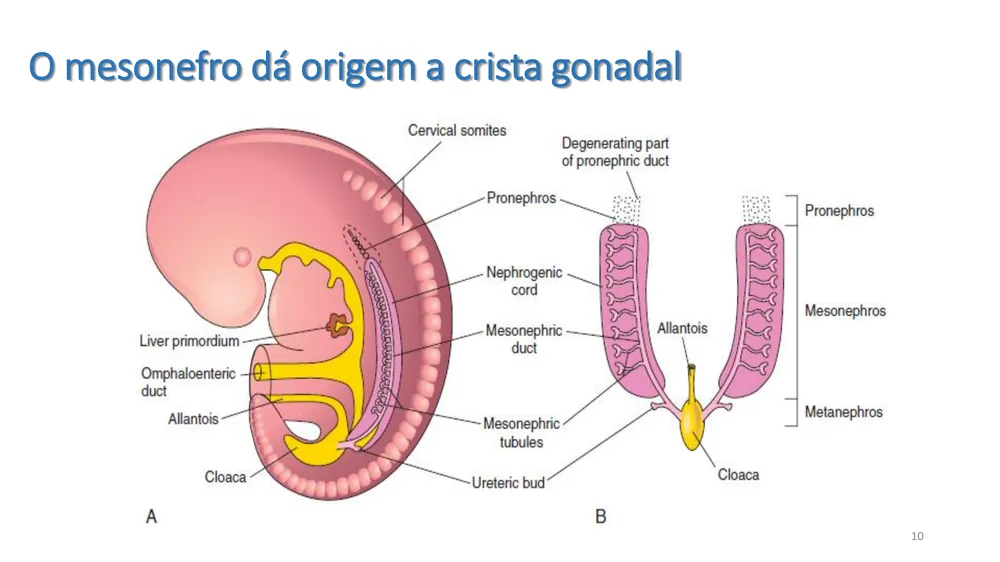 O mesonefro dá origem a crista gonadal
Cervical somites
Degenerating part
of pronephric duct
Pronephros
Pronephros
Nephrogenic
cord
Mesonephros
Mesonephric
duct
Allantois
Liver primordium
Omphaloenteric
duct
Allantois
Metanephros
Mesonephric
tubules
Cloaca
Ureteric bud
Cloaca
A
B
10